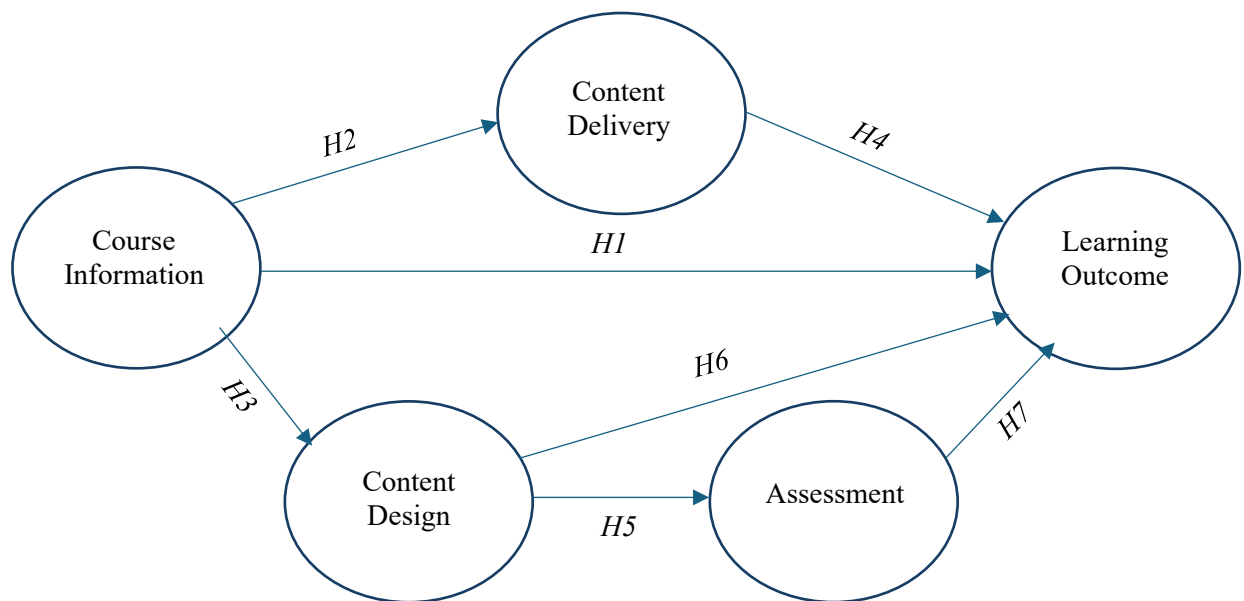 Content
Delivery
H2
H4
Course
Information
H1
Learning
Outcome
H3
H6
H7
Content
Design
H5
Assessment